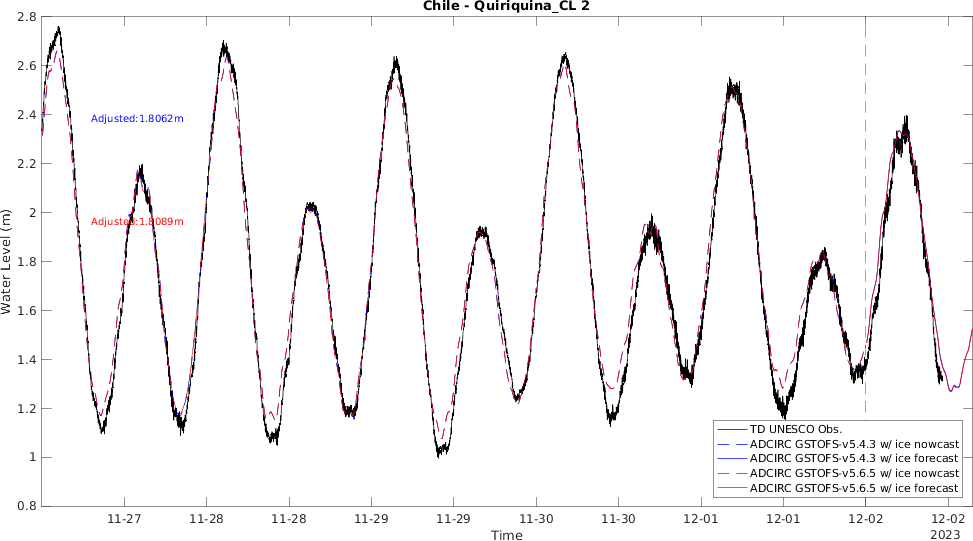 Chile - Quiriquina_CL 2
Water Level (m)
2.8
2.6
2.4
2.2
2
1.8
1.6
1.4
1.2
1
0.8
Adjusted:1.8062m
Adjusted:1.8089m
TD UNESCO Obs.
ADCIRC GSTOFS-v5.4.3 w/ ice nowcast
ADCIRC GSTOFS-v5.4.3 w/ ice forecast
ADCIRC GSTOFS-v5.6.5 w/ ice nowcast
ADCIRC GSTOFS-v5.6.5 w/ ice forecast
11-27 11-28 11-28 11-29 11-29 11-30 11-30 12-01 12-01 12-02 12-02
2023
Time